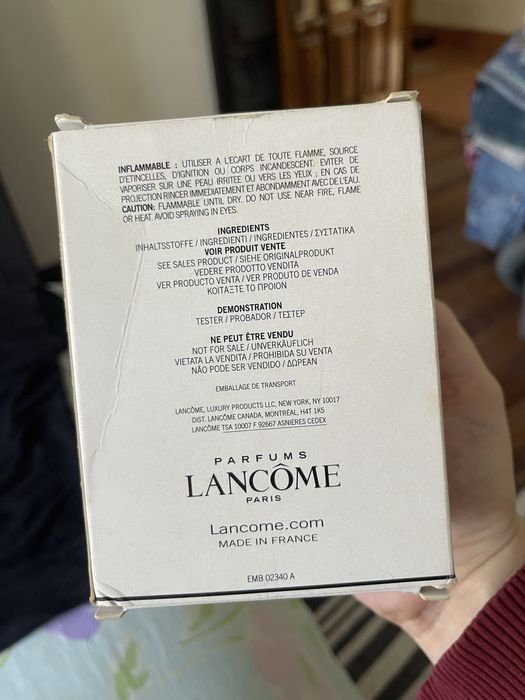 INFLAMMABLE : UTILISER A L'ECART DE TOUTE FLAMME, SOURCE
D'ETINCELLES, D'IGNITION OU CORPS INCANDESCENT. EVITER DE
VAPORISER SUR UNE PEAU IRRITEE OU VERS LES YEUX ; EN CAS DE
PROJECTION RINCER IMMEDIATEMENT ET ABONDAMMENT AVEC DE L'EAU.
CAUTION: FLAMMABLE UNTIL DRY. DO NOT USE NEAR FIRE, FLAME
OR HEAT. AVOID SPRAYING IN EYES.
INGREDIENTS
INHALTSSTOFFE / INGREDIENTI / INGREDIENTES / ΣΥΣΤΑΤΙΚΑ
VOIR PRODUIT VENTE
SEE SALES PRODUCT / SIEHE ORIGINALPRODUKT
VEDERE PRODOTTO VENDITA
VER PRODUCTO VENTA / VER PRODUTO DE VENDA
ΚΟΙΤΑΞΤΕ ΤΟ ΠΡΟΙΟΝ
DEMONSTRATION
TESTER / PROBADOR / ΤΕΣΤΕΡ
NE PEUT ÊTRE VENDU
NOT FOR SALE / UNVERKÄUFLICH
VIETATA LA VENDITA / PROHIBIDA SU VENTA
NÃO PODE SER VENDIDO / ΔΩΡΕΑΝ
EMBALLAGE DE TRANSPORT
LANCÔME, LUXURY PRODUCTS LLC, NEW YORK, NY 10017
DIST. LANCÔME CANADA, MONTRÉAL, H4T 1K5
LANCÔME TSA 10007 F 92667 ASNIERES CEDEX
PARFUMS
LANCÔME
PARIS
Lancome.com
MADE IN FRANCE
EMB 02340 A